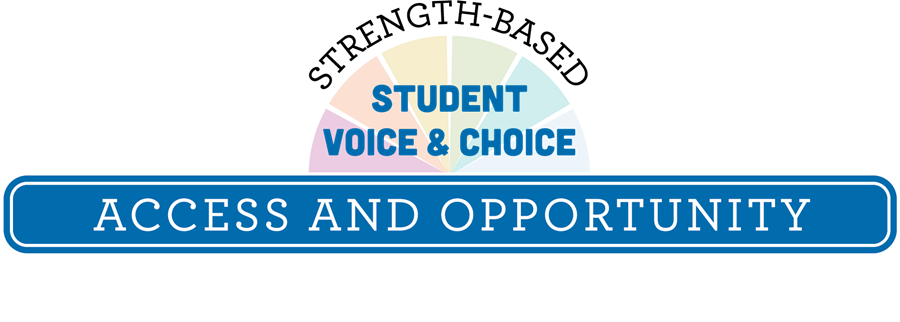 STRENGTH-BASED
STUDENT
VOICE & CHOICE
ACCESS AND OPPORTUNITY